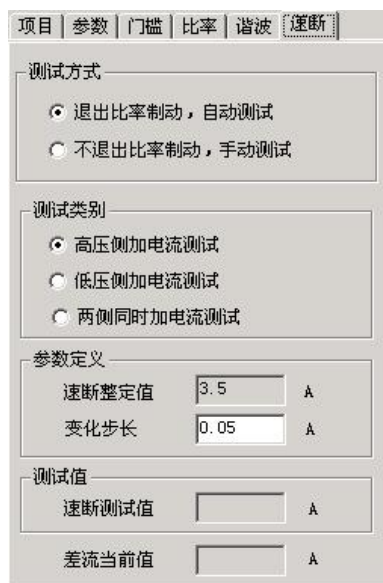 项目 参数 门槛 比率 谐波 速断
测试方式
退出比率制动，自动测试
不退出比率制动，手动测试
测试类别
高压侧加电流测试
低压侧加电流测试
两侧同时加电流测试
参数定义
速断整定值 3.5 A
变化步长 0.05 A
测试值
速断测试值 A
差流当前值 A